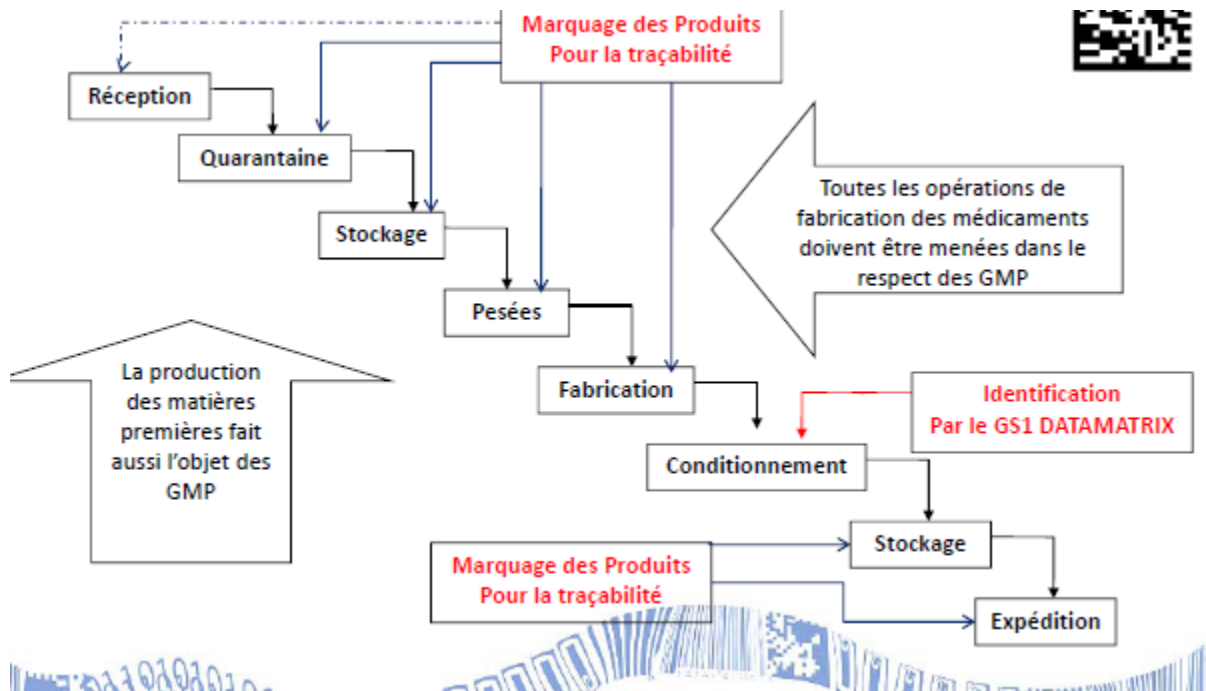 Marquage des Produits
Pour la traçabilité
Réception
Quarantaine
Stockage
Toutes les opérations de
fabrication des médicaments
doivent être menées dans le
respect des GMP
Pesées
La production
des matières
premières fait
aussi l'objet des
GMP
Fabrication
Identification
Par le GS1 DATAMATRIX
Conditionnement
Stockage
Marquage des Produits
Pour la traçabilité
Expédition